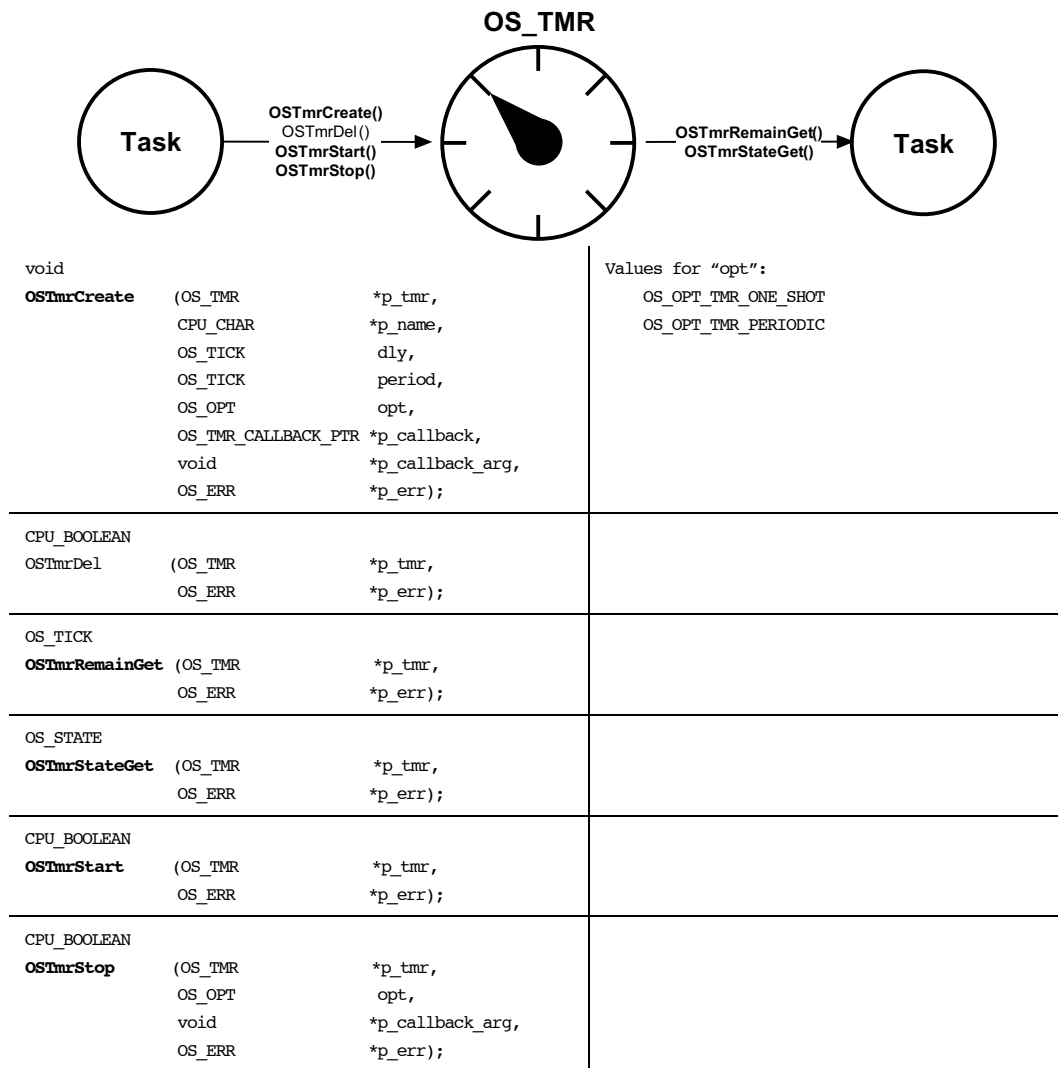 OS_TMR
Task
OSTmrCreate()
OSTmrDel()
OSTmrStart()
OSTmrStop()
OSTmrRemainGet()
OSTmrStateGet()
Task
void
OSTmrCreate (OS_TMR *p_tmr,
CPU_CHAR *p_name,
OS_TICK dly,
OS_TICK period,
OS_OPT opt,
OS_TMR_CALLBACK_PTR *p_callback,
void *p_callback_arg,
OS_ERR *p_err);
Values for “opt”:
OS_OPT_TMR_ONE_SHOT
OS_OPT_TMR_PERIODIC
CPU_BOOLEAN
OSTmrDel (OS_TMR *p_tmr,
OS_ERR *p_err);
OS_TICK
OSTmrRemainGet (OS_TMR *p_tmr,
OS_ERR *p_err);
OS_STATE
OSTmrStateGet (OS_TMR *p_tmr,
OS_ERR *p_err);
CPU_BOOLEAN
OSTmrStart (OS_TMR *p_tmr,
OS_ERR *p_err);
CPU_BOOLEAN
OSTmrStop (OS_TMR *p_tmr,
OS_OPT opt,
void *p_callback_arg,
OS_ERR *p_err);